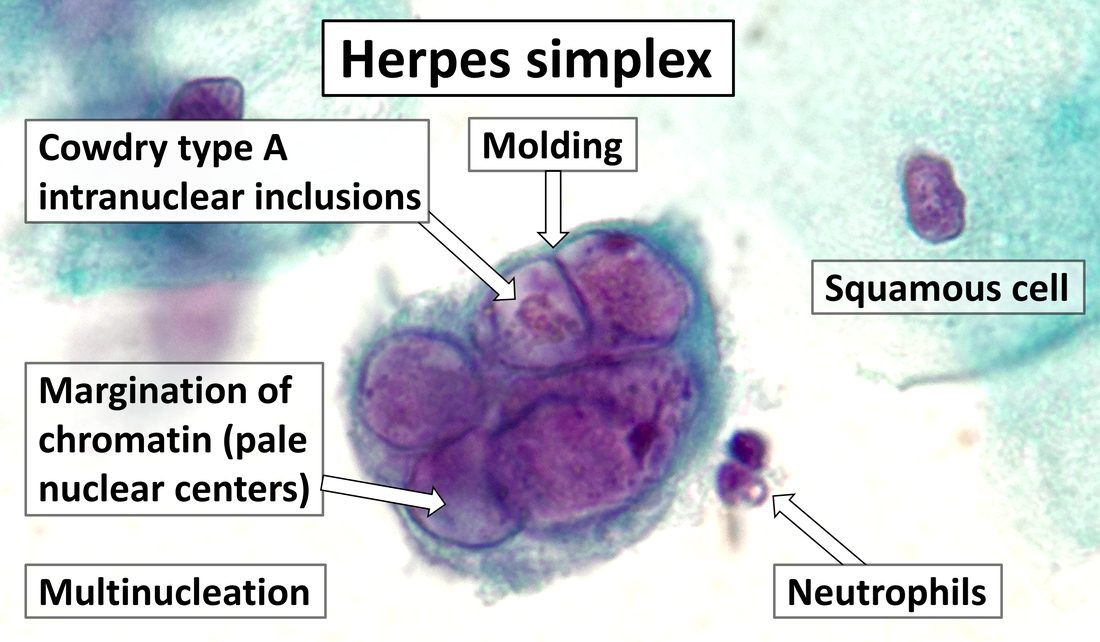 Herpes simplex
Cowdry type A
intranuclear inclusions
Molding
Squamous cell
Margination of
chromatin (pale
nuclear centers)
Multinucleation
Neutrophils